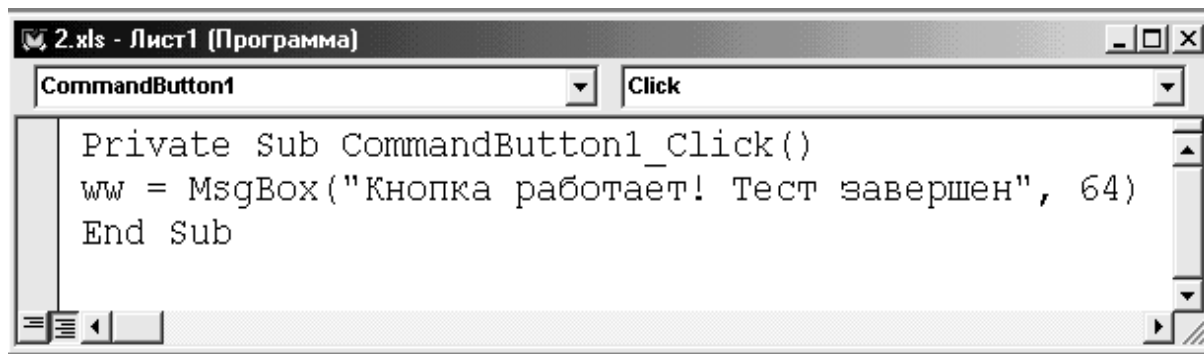 2.xls - Лист1 (Программа)
CommandButton1 Click
Private Sub CommandButton1_Click()
ww = MsgBox("Кнопка работает! Тест завершен", 64)
End Sub